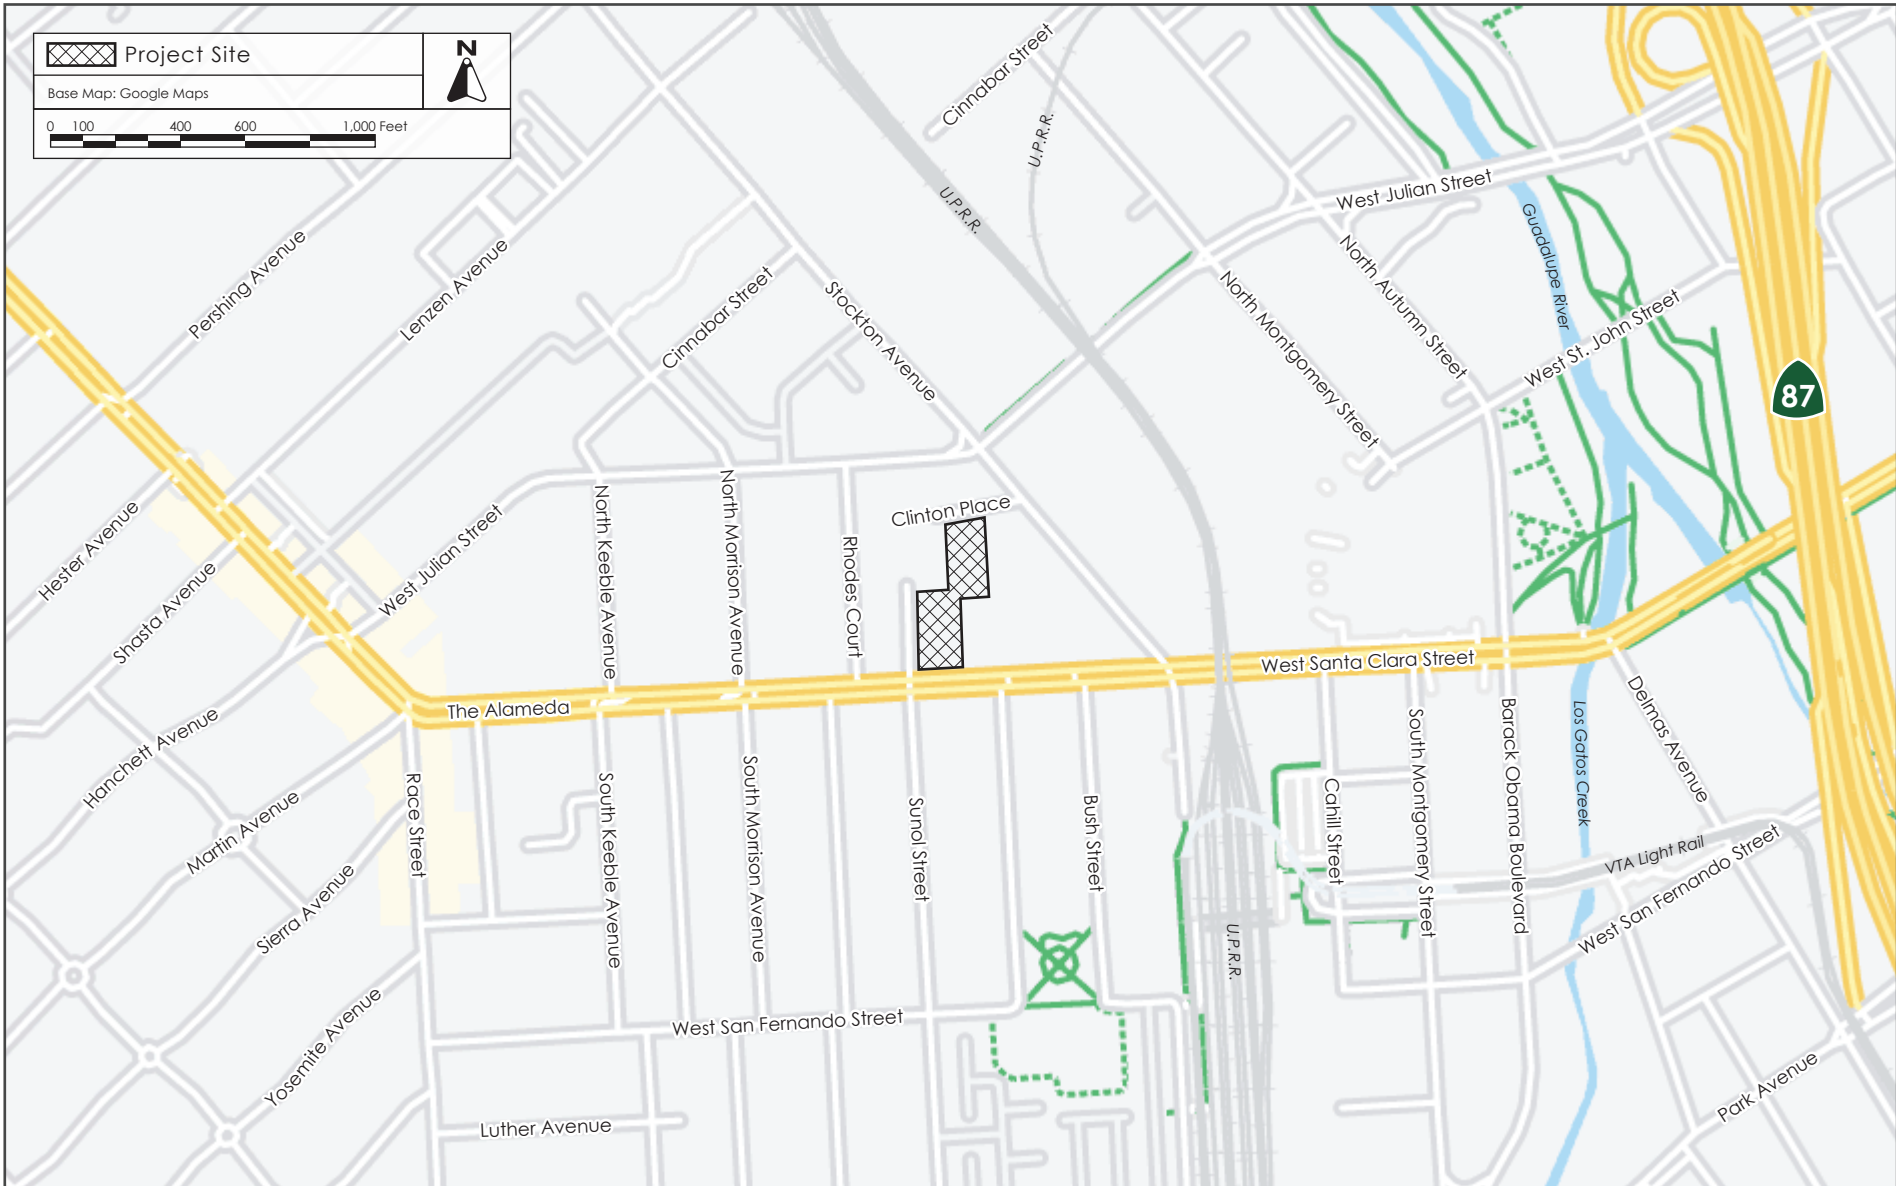 Project Site
N
Base Map: Google Maps
0 100 400 600 1,000 Feet
Cinnabar Street
U.P.R.R.
U.P.R.R.
West Julian Street
Guadalupe River
Pershing Avenue
Lenzen Avenue
Cinnabar Street
Stockton Avenue
North Montgomery Street
North Autumn Street
West St. John Street
87
Hester Avenue
Shasta Avenue
West Julian Street
North Keeble Avenue
North Morrison Avenue
Rhodes Court
Clinton Place
West Santa Clara Street
The Alameda
Hanchett Avenue
Martin Avenue
Sierra Avenue
Yosemite Avenue
Race Street
South Keeble Avenue
South Morrison Avenue
Sunol Street
Bush Street
Cahill Street
South Montgomery Street
Barack Obama Boulevard
Los Gatos Creek
Delmas Avenue
VTA Light Rail
West San Fernando Street
U.P.R.R.
West San Fernando Street
Luther Avenue
Park Avenue